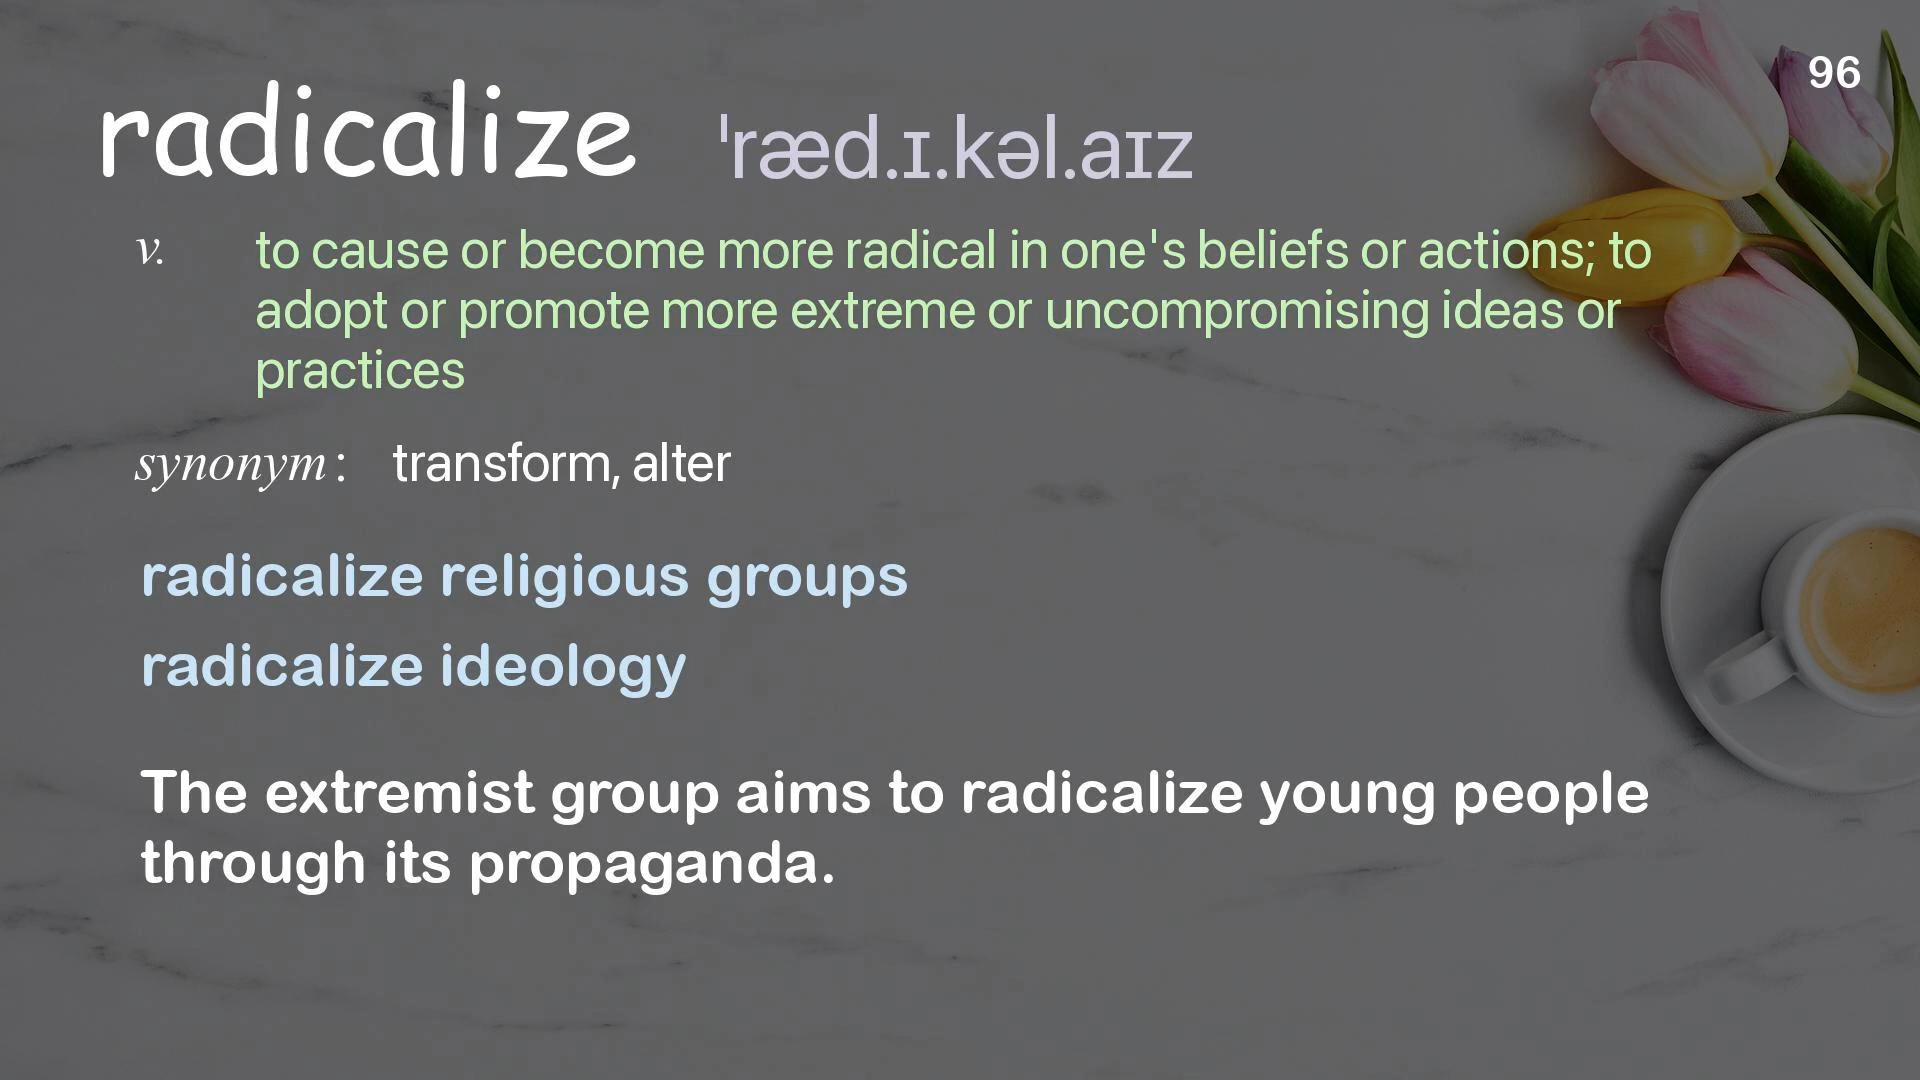 96
radicalize ˈræd.ɪ.kəl.aɪz
v. to cause or become more radical in one's beliefs or actions; to
adopt or promote more extreme or uncompromising ideas or
practices
synonym: transform, alter
radicalize religious groups
radicalize ideology
The extremist group aims to radicalize young people
through its propaganda.